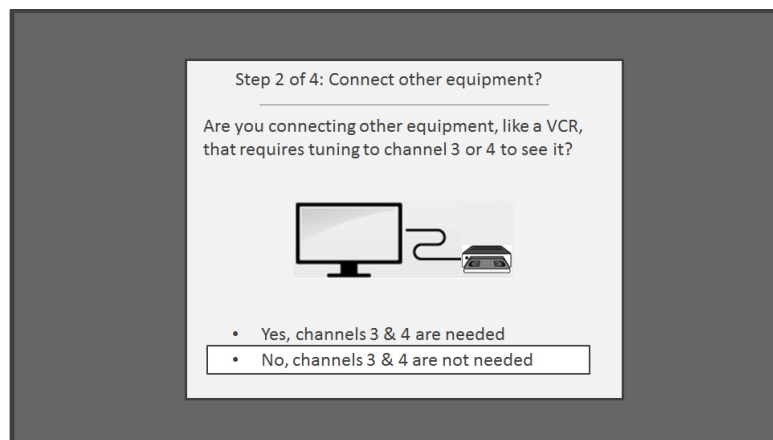 Step 2 of 4: Connect other equipment?
Are you connecting other equipment, like a VCR,
that requires tuning to channel 3 or 4 to see it?
• Yes, channels 3 & 4 are needed
• No, channels 3 & 4 are not needed